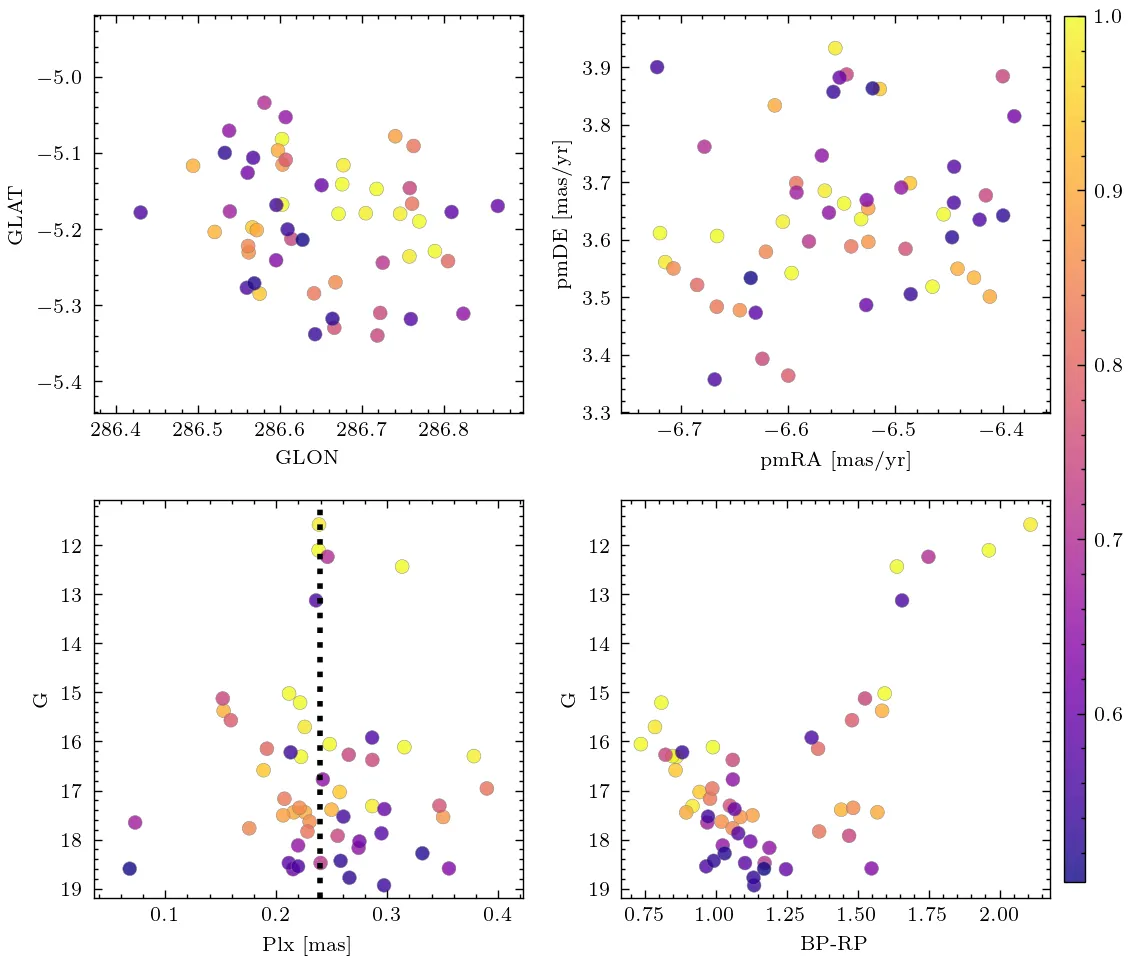 −5.0
−5.1
−5.2
−5.3
−5.4
GLAT
286.4 286.5 286.6 286.7 286.8
GLON
3.9
3.8
3.7
3.6
3.5
3.4
3.3
pmDE [mas/yr]
−6.7 −6.6 −6.5 −6.4
pmRA [mas/yr]
1.0
0.9
0.8
0.7
0.6
12
13
14
15
16
17
18
19
G
0.1 0.2 0.3 0.4
Plx [mas]
12
13
14
15
16
17
18
19
G
0.75 1.00 1.25 1.50 1.75 2.00
BP-RP